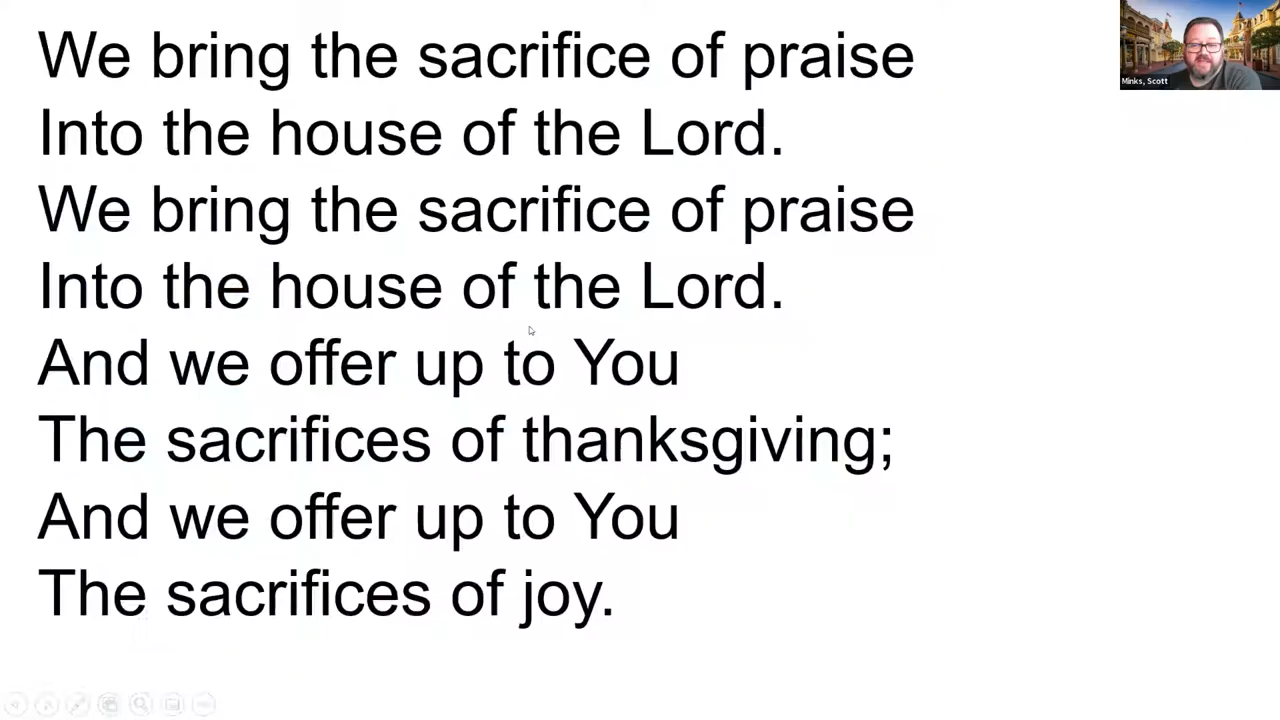 We bring the sacrifice of praise
Into the house of the Lord.
We bring the sacrifice of praise
Into the house of the Lord.
And we offer up to You
The sacrifices of thanksgiving;
And we offer up to You
The sacrifices of joy.
Minks, Scott